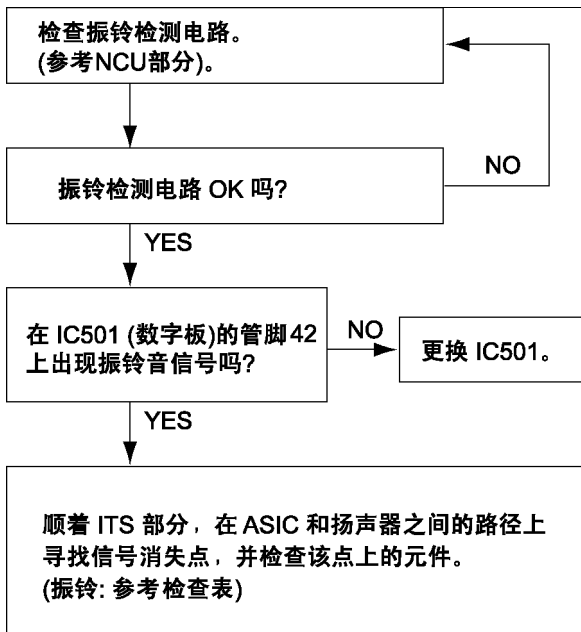 检查振铃检测电路。
(参考NCU部分)。
振铃检测电路 OK 吗?
NO
YES
在 IC501 (数字板)的管脚42
上出现振铃音信号吗?
NO
更换 IC501。
YES
顺着 ITS 部分，在 ASIC 和扬声器之间的路径上
寻找信号消失点，并检查该点上的元件。
(振铃: 参考检查表)